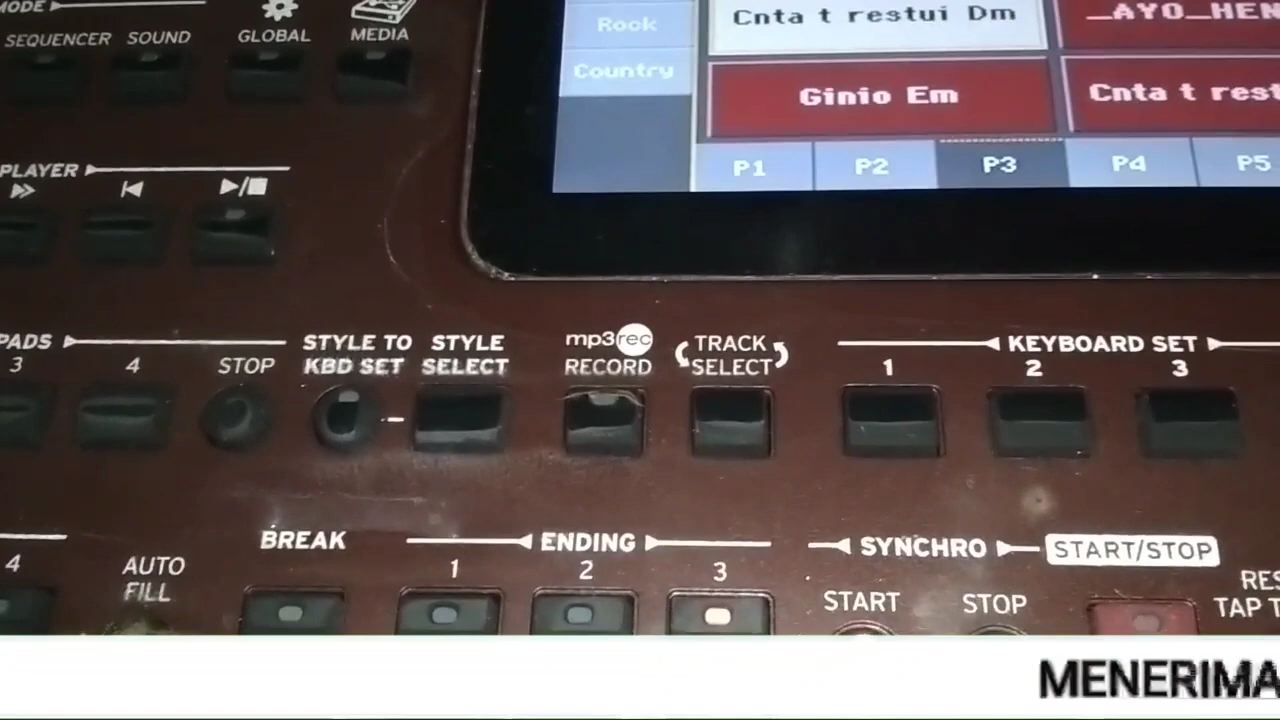 MODE
SEQUENCER SOUND GLOBAL MEDIA
Rock
Country
Cnta t restui Dm
_AYO_HEN
Ginio Em
Cnta t rest
P1 P2 P3 P4 P5
PLAYER
PADS
3 4 STOP
STYLE TO
KBD SET
STYLE
SELECT
mp3rec
RECORD
TRACK
SELECT
KEYBOARD SET
1 2 3
4
AUTO
FILL
BREAK
ENDING
1 2 3
SYNCHRO
START STOP
START/STOP
RES
TAP T
MENERIMA